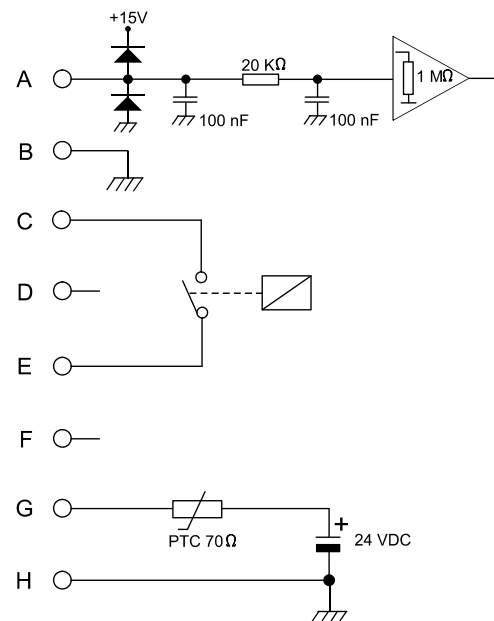 +15V
A
20 KΩ
1 MΩ
100 nF
100 nF
B
C
D
E
F
G
PTC 70Ω
+
24 VDC
H